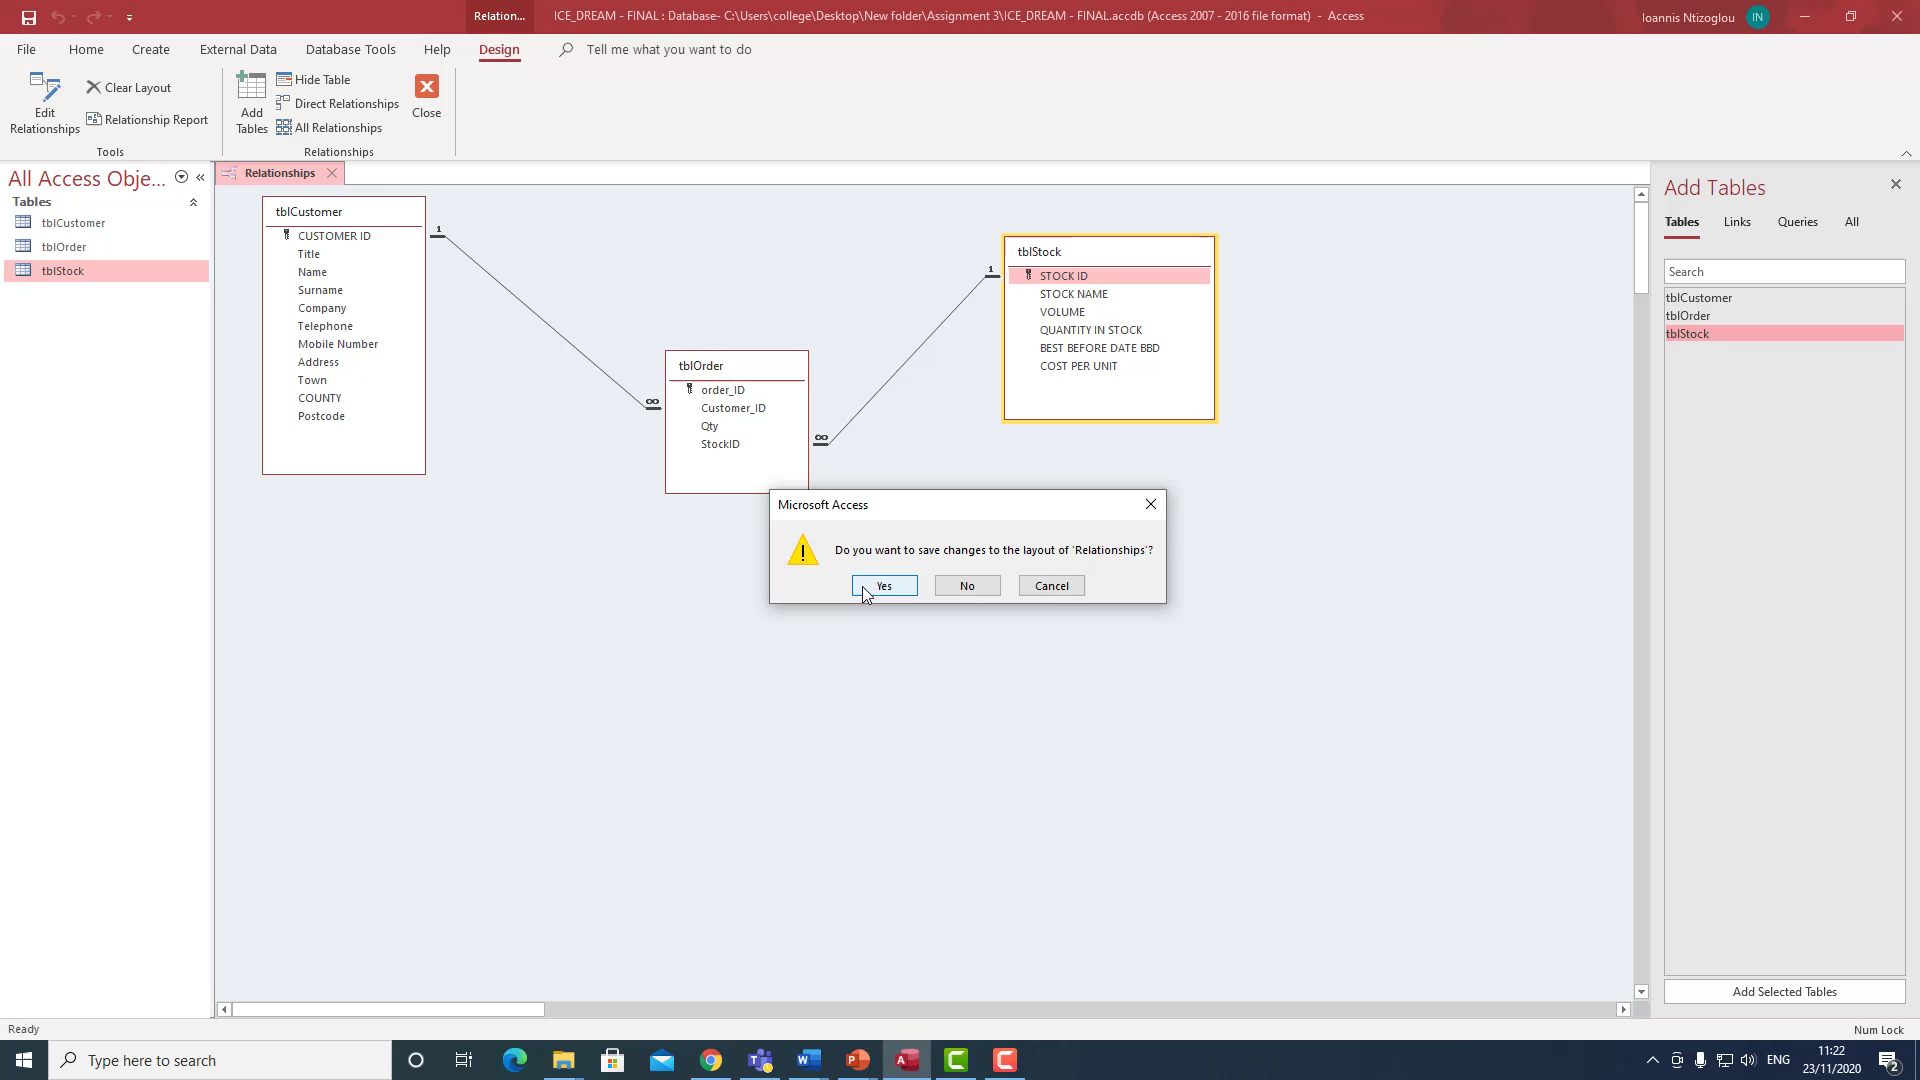 Relation...
ICE_DREAM - FINAL : Database- C:\Users\college\Desktop\New folder\Assignment 3\ICE_DREAM - FINAL.accdb (Access 2007 - 2016 file format) - Access
Ioannis Ntizoglou
IN
File
Home
Create
External Data
Database Tools
Help
Design
Tell me what you want to do
Edit
Relationships
Clear Layout
Relationship Report
Tools
Add
Tables
Hide Table
Direct Relationships
All Relationships
Close
Relationships
All Access Obje...
Tables
tblCustomer
tblOrder
tblStock
Relationships
tblCustomer
CUSTOMER ID
Title
Name
Surname
Company
Telephone
Mobile Number
Address
Town
COUNTY
Postcode
1
∞
tblOrder
order_ID
Customer_ID
Qty
StockID
∞
1
tblStock
STOCK ID
STOCK NAME
VOLUME
QUANTITY IN STOCK
BEST BEFORE DATE BBD
COST PER UNIT
Microsoft Access
Do you want to save changes to the layout of 'Relationships'?
Yes
No
Cancel
Add Tables
Tables
Links
Queries
All
Search
tblCustomer
tblOrder
tblStock
Add Selected Tables
Ready
Num Lock
Type here to search
ENG
11:22
23/11/2020
2